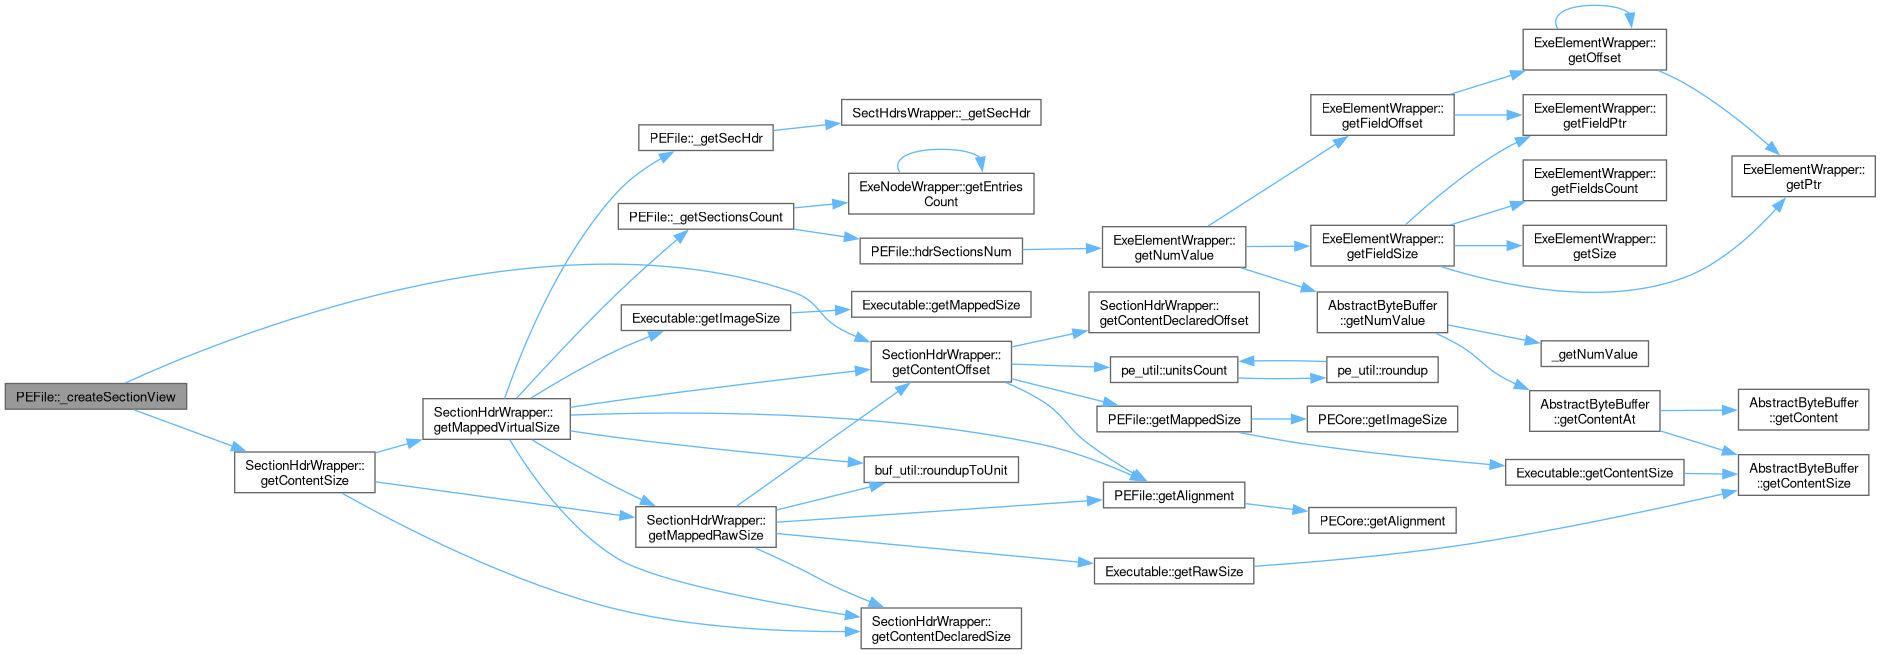 PEFile::_createSectionView
SectionHdrWrapper::
getContentSize
SectionHdrWrapper::
getMappedVirtualSize
PEFile::_getSecHdr
PEFile::_getSectionsCount
Executable::getImageSize
SectionHdrWrapper::
getMappedRawSize
SectHdrsWrapper::_getSecHdr
ExeNodeWrapper::getEntries
Count
PEFile::hdrSectionsNum
Executable::getMappedSize
SectionHdrWrapper::
getContentOffset
buf_util::roundupToUnit
SectionHdrWrapper::
getContentDeclaredSize
ExeElementWrapper::
getNumValue
SectionHdrWrapper::
getContentDeclaredOffset
pe_util::unitsCount
PEFile::getMappedSize
PEFile::getAlignment
Executable::getRawSize
ExeElementWrapper::
getFieldOffset
ExeElementWrapper::
getFieldSize
AbstractByteBuffer
::getNumValue
pe_util::roundup
PECore::getImageSize
PECore::getAlignment
ExeElementWrapper::
getOffset
ExeElementWrapper::
getFieldPtr
ExeElementWrapper::
getFieldsCount
ExeElementWrapper::
getSize
_getNumValue
AbstractByteBuffer
::getContentAt
Executable::getContentSize
ExeElementWrapper::
getPtr
AbstractByteBuffer
::getContent
AbstractByteBuffer
::getContentSize